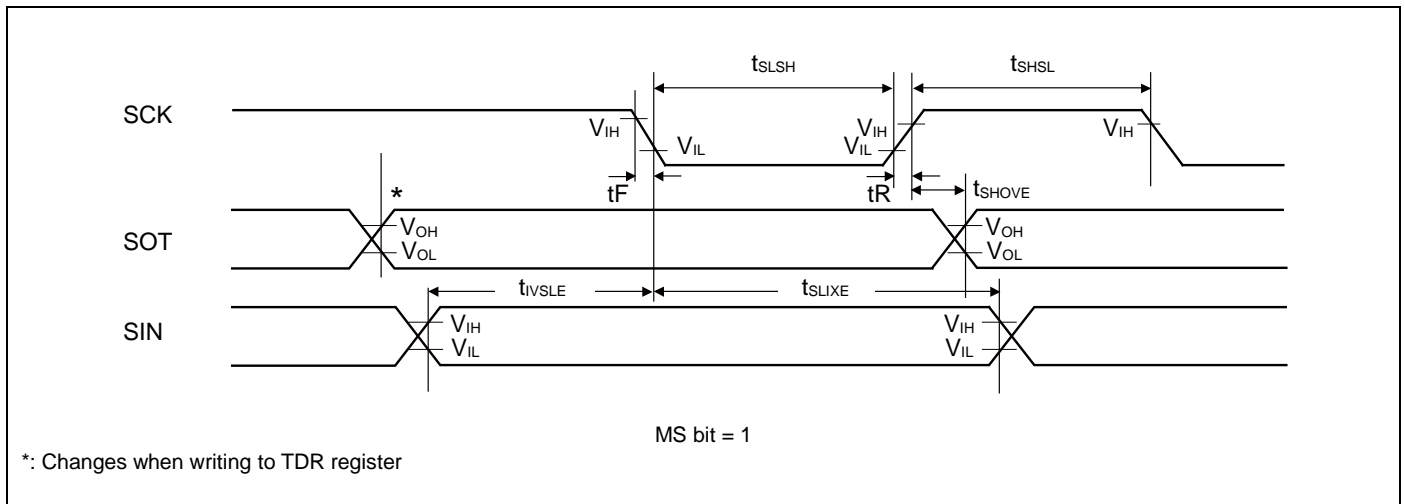 tSLSH tSHSL
SCK
VIH VIL VIH VIL VIH
tF tR tSHOVE
*
SOT
VOH VOH
VOL VOL
tIVSLE tSLIXE
SIN
VIH VIH
VIL VIL
MS bit = 1
*: Changes when writing to TDR register